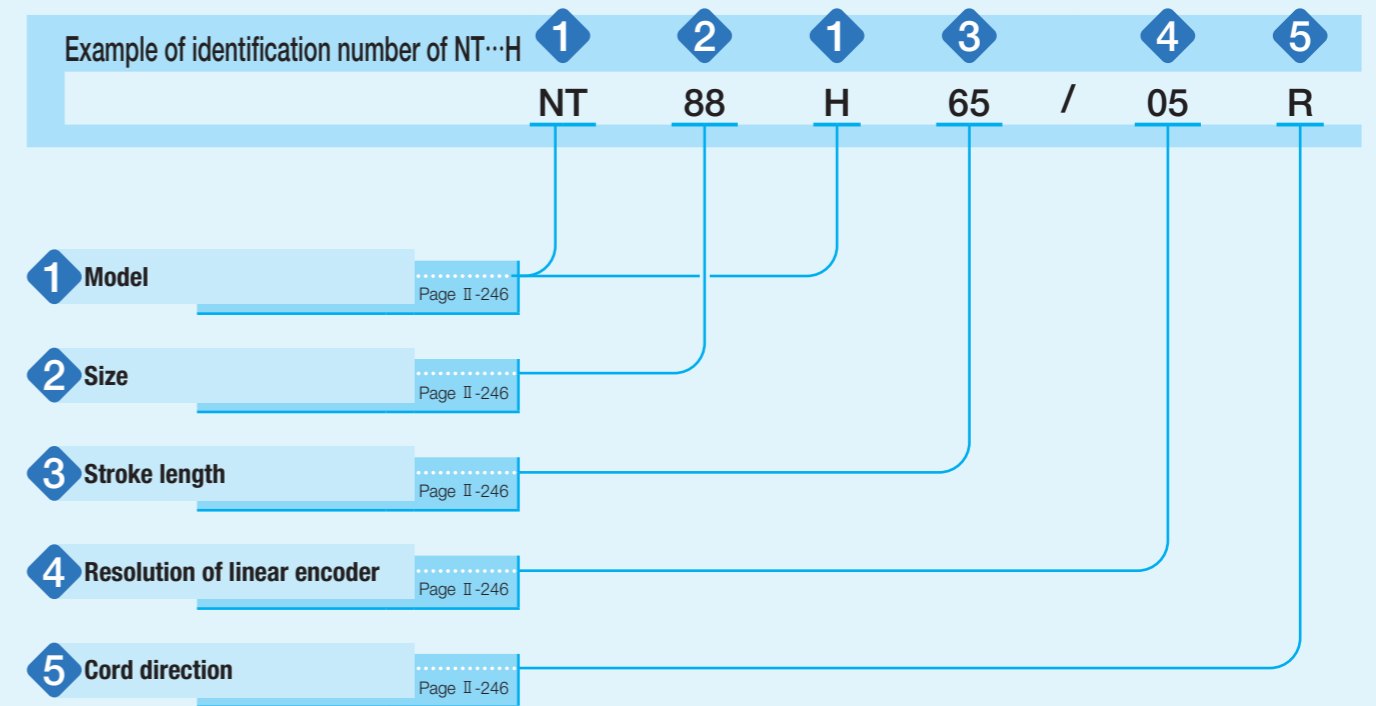 Example of identification number of NT…H 1 2 1 3 4 5
NT 88 H 65 / 05 R
1 Model
Page Ⅱ-246
2 Size
Page Ⅱ-246
3 Stroke length
Page Ⅱ-246
4 Resolution of linear encoder
Page Ⅱ-246
5 Cord direction
Page Ⅱ-246